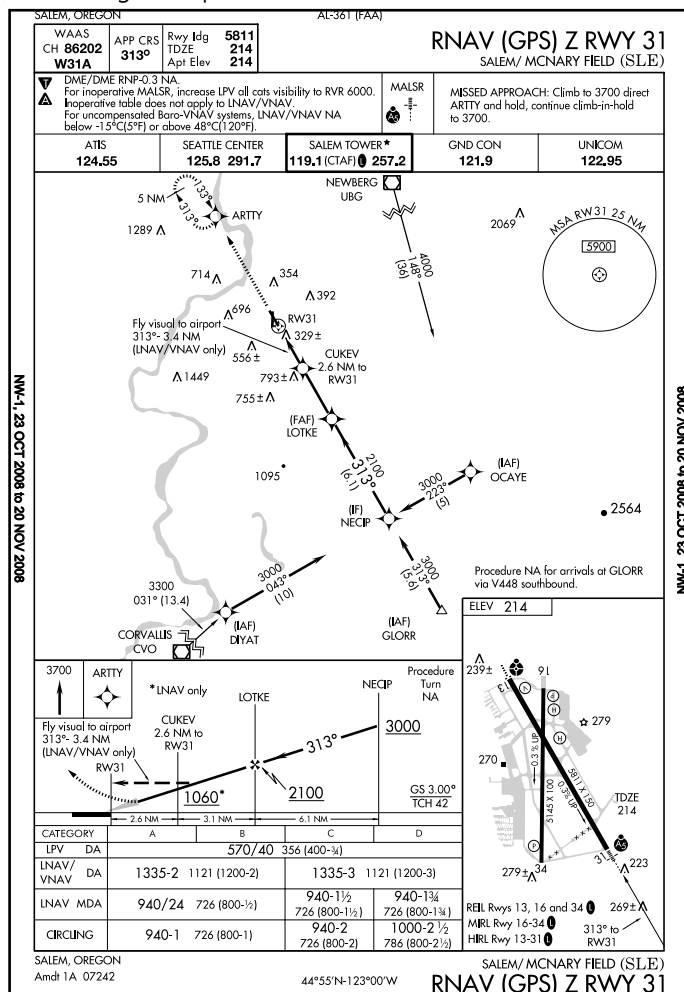 SALEM, OREGON
AL-361 (FAA)
WAAS
CH 86202
W31A
APP CRS
313°
Rwy ldg 5811
TDZE 214
Apt Elev 214
RNAV (GPS) Z RWY 31
SALEM/ MCNARY FIELD (SLE)
T
A
DME/DME RNP-0.3 NA.
For inoperative MALSR, increase LPV all cats visibility to RVR 6000.
Inoperative table does not apply to LNAV/VNAV.
For uncompensated Baro-VNAV systems, LNAV/VNAV NA
below -15°C(5°F) or above 48°C(120°F).
MALSR
A5
MISSED APPROACH: Climb to 3700 direct
ARTTY and hold, continue climb-in-hold
to 3700.
ATIS
124.55
SEATTLE CENTER
125.8 291.7
SALEM TOWER*
119.1 (CTAF) L 257.2
GND CON
121.9
UNICOM
122.95
5 NM
133°
313°
ARTTY
1289
NEWBERG
UBG
4000
148°
(36)
2069
MSA RW31 25 NM
5900
714
354
392
696
RW31
329±
Fly visual to airport
313°- 3.4 NM
(LNAV/VNAV only)
556±
CUKEV
2.6 NM to
RW31
1449
793±
755±
(FAF)
LOTKE
2100
313°
(6.1)
1095
(IAF)
OCAYE
3000
223°
(5)
(IF)
NECIP
2564
3000
313°
(5.6)
Procedure NA for arrivals at GLORR
via V448 southbound.
3300
031° (13.4)
3000
043°
(10)
(IAF)
DIYAT
(IAF)
GLORR
CORVALLIS
CVO
NW-1, 23 OCT 2008 to 20 NOV 2008
NW-1, 23 OCT 2008 to 20 NOV 2008
3700
ARTTY
*LNAV only
LOTKE
NECIP
Procedure
Turn
NA
Fly visual to airport
313°- 3.4 NM
(LNAV/VNAV only)
CUKEV
2.6 NM to
RW31
RW31
3000
313°
1060*
2100
GS 3.00°
TCH 42
2.6 NM
3.1 NM
6.1 NM
CATEGORY A B C D
LPV DA 570/40 356 (400-¾)
LNAV/
VNAV DA 1335-2 1121 (1200-2) 1335-3 1121 (1200-3)
LNAV MDA 940/24 726 (800-½) 940-1½ 726 (800-1½) 940-1¾ 726 (800-1¾)
CIRCLING 940-1 726 (800-1) 940-2 726 (800-2) 1000-2½ 786 (800-2½)
ELEV 214
239±
13
16
279
270
0.3% UP
5145 X 100
5811 X 150
0.3% UP
TDZE
214
A5
31
223
279±
34
269±
REIL Rwys 13, 16 and 34 L
MIRL Rwy 16-34 L
HIRL Rwy 13-31 L
313° to
RW31
SALEM, OREGON
Amdt 1A 07242
44°55'N-123°00'W
SALEM/ MCNARY FIELD (SLE)
RNAV (GPS) Z RWY 31